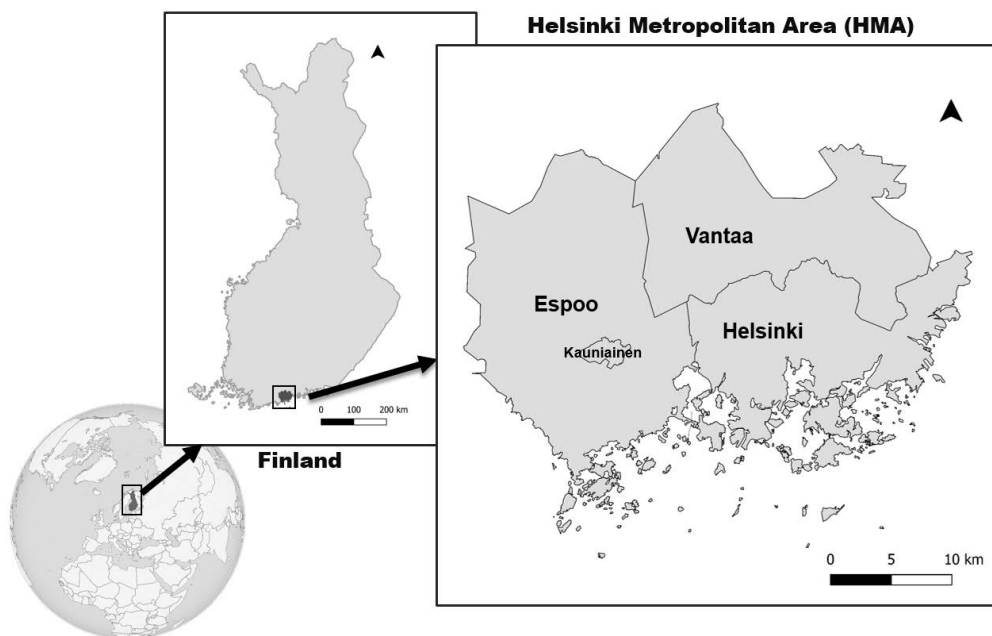 Helsinki Metropolitan Area (HMA)
Vantaa
Espoo
Helsinki
Kauniainen
0 100 200 km
Finland
0 5 10 km